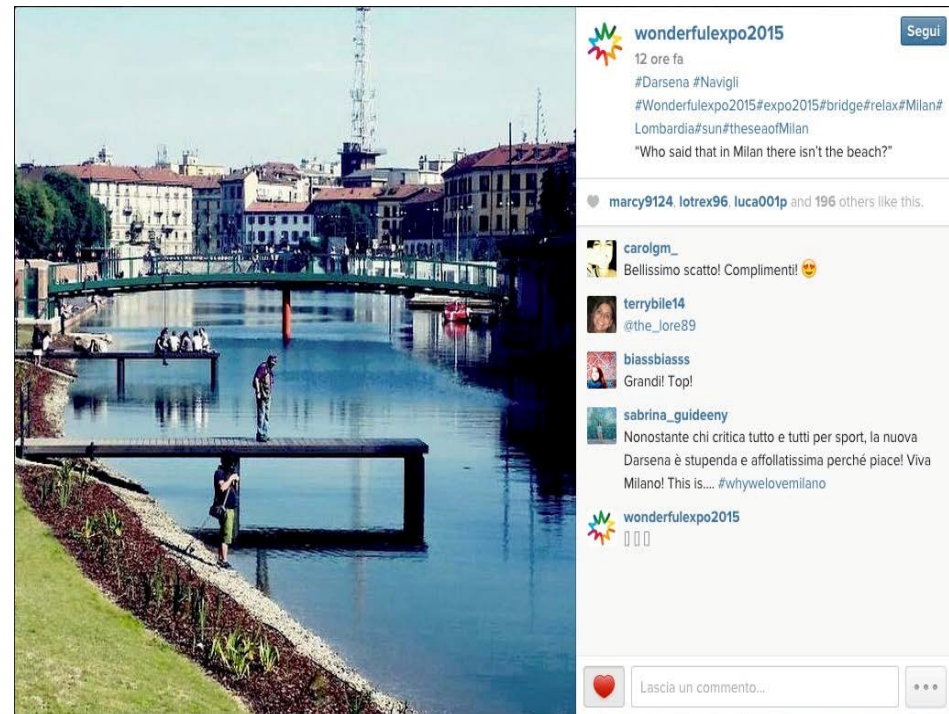 wonderfulexpo2015
Segui
12 ore fa
#Darsena #Navigli
#Wonderfulexpo2015#expo2015#bridge#relax#Milan#
Lombardia#sun#theseaofMilan
"Who said that in Milan there isn't the beach?"
marcy9124, lotrex96, luca001p and 196 others like this.
carolgm_
Bellissimo scatto! Complimenti! 😍
terrybile14
@the_lore89
biassbiasss
Grandi! Top!
sabrina_guideeny
Nonostante chi critica tutto e tutti per sport, la nuova
Darsena è stupenda e affollatissima perché piace! Viva
Milano! This is.... #whywelovemilano
wonderfulexpo2015
Lascia un commento...